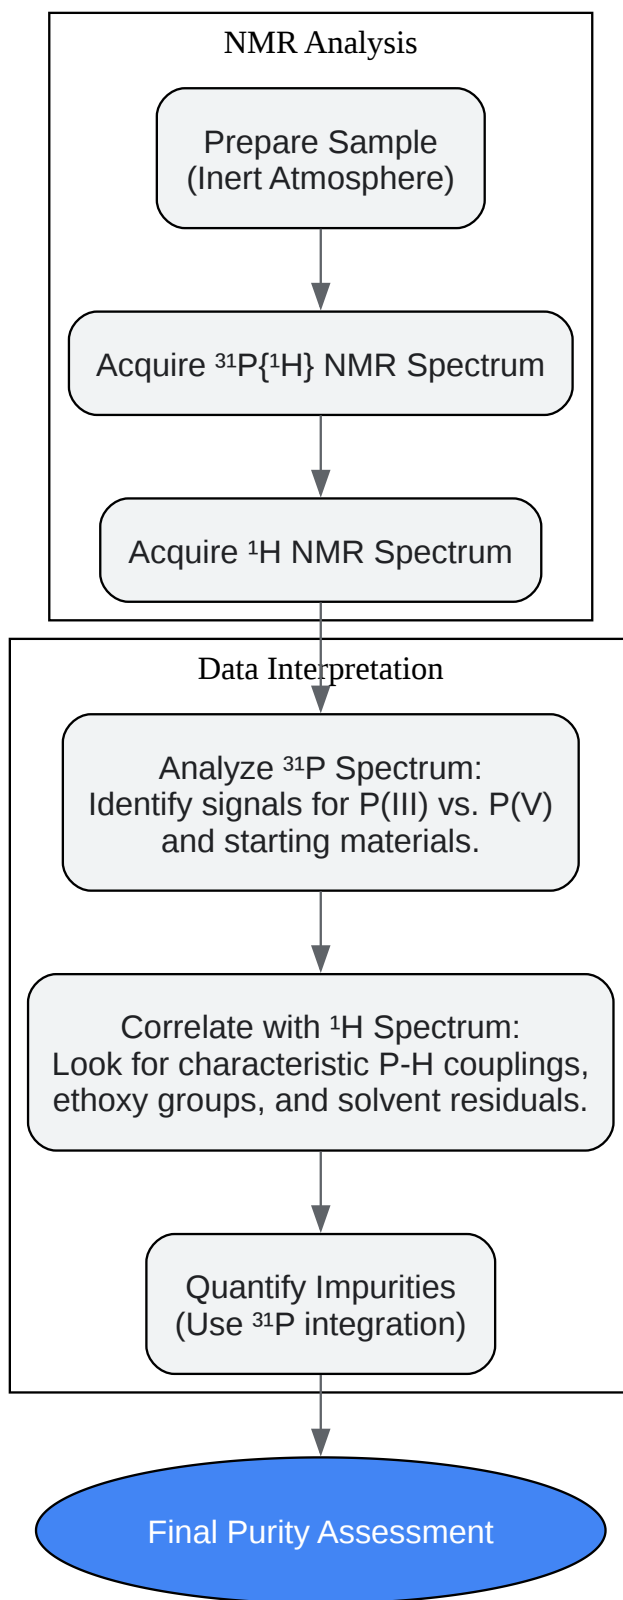 NMR Analysis
Prepare Sample
(Inert Atmosphere)
Acquire ³¹P{¹H} NMR Spectrum
Acquire ¹H NMR Spectrum
Data Interpretation
Analyze ³¹P Spectrum:
Identify signals for P(III) vs. P(V)
and starting materials.
Correlate with ¹H Spectrum:
Look for characteristic P-H couplings,
ethoxy groups, and solvent residuals.
Quantify Impurities
(Use ³¹P integration)
Final Purity Assessment